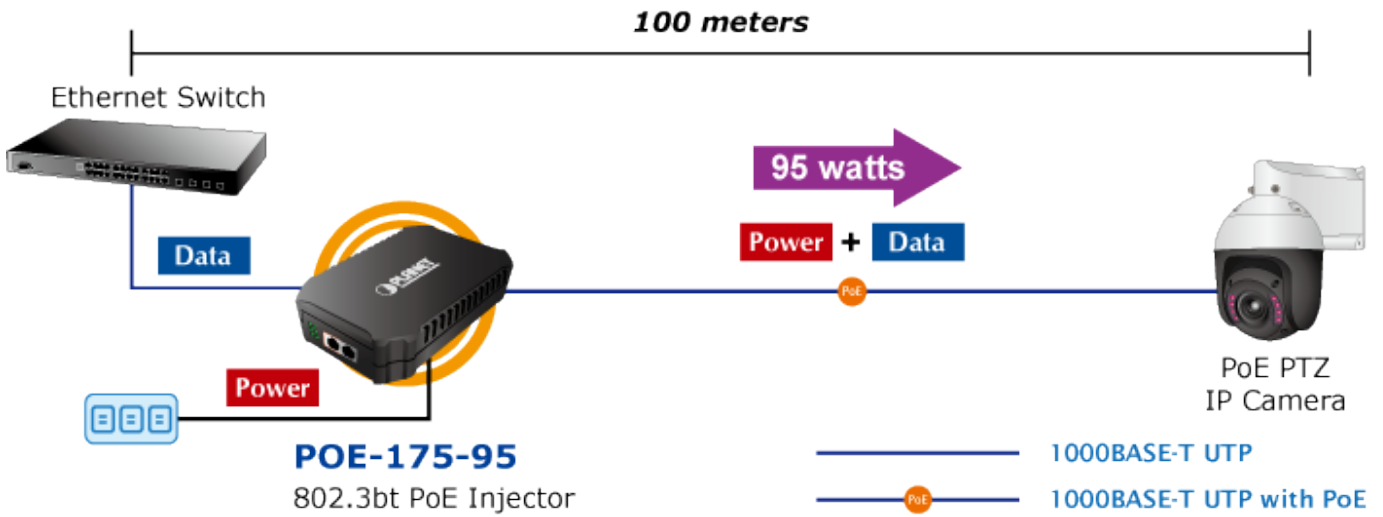 100 meters
Ethernet Switch
95 watts
Data
Power + Data
PLANET
PoE
Power
PoE PTZ
IP Camera
POE-175-95
802.3bt PoE Injector
1000BASE-T UTP
PoE
1000BASE-T UTP with PoE